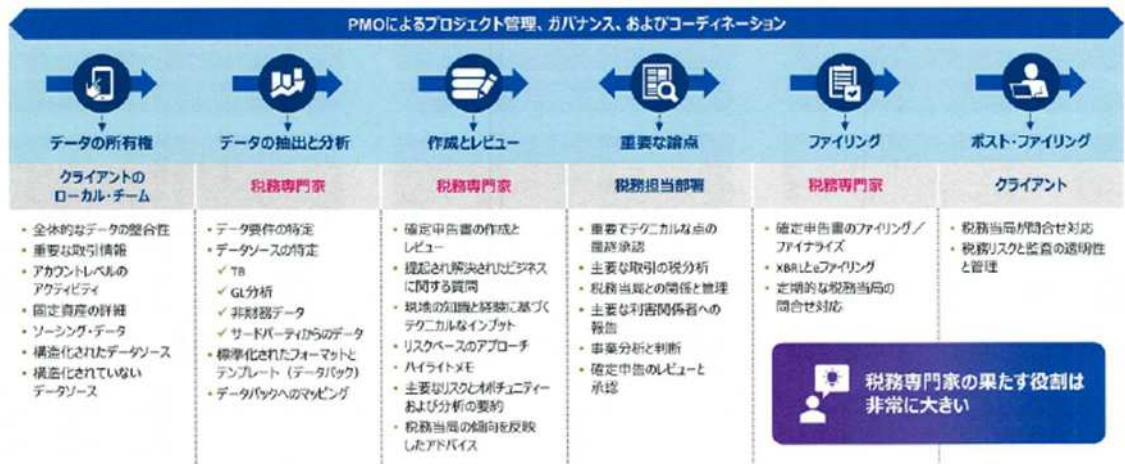 PMOによるプロジェクト管理、ガバナンス、およびコーディネーション
データの所有権
データの抽出と分析
作成とレビュー
重要な論点
ファイリング
ポスト・ファイリング
クライアントの
ローカル・チーム
税務専門家
税務専門家
税務担当部署
税務専門家
クライアント
• 全体的なデータの整合性
• 重要な取引情報
• アカウントレベルの
アクティビティ
• 固定資産の詳細
• ソーシング・データ
• 構造化されたデータソース
• 構造化されていない
データソース
• データ要件の特定
• データソースの特定
✓ TB
✓ GL分析
✓ 非財務データ
✓ サードパーティからのデータ
• 標準化されたフォーマットと
テンプレート（データパック）
• データパックへのマッピング
• 確定申告書の作成と
レビュー
• 提起され解決されたビジネス
に関する質問
• 現地の知識と経験に基づく
テクニカルなインプット
• リスクベースのアプローチ
• ハイライトメモ
• 主要なリスクとオポチュニティー
および分析の要約
• 税務当局の傾向を反映
したアドバイス
• 重要でテクニカルな点の
最終承認
• 主要な取引の税分析
• 税務当局との関係と管理
• 主要な利害関係者への
報告
• 事業分析と判断
• 確定申告のレビューと
承認
• 確定申告書のファイリング／
ファイナライズ
• XBRLとeファイリング
• 定期的な税務当局の
問合せ対応
• 税務当局が問合せ対応
• 税務リスクと監査の透明性
と管理
税務専門家の果たす役割は
非常に大きい